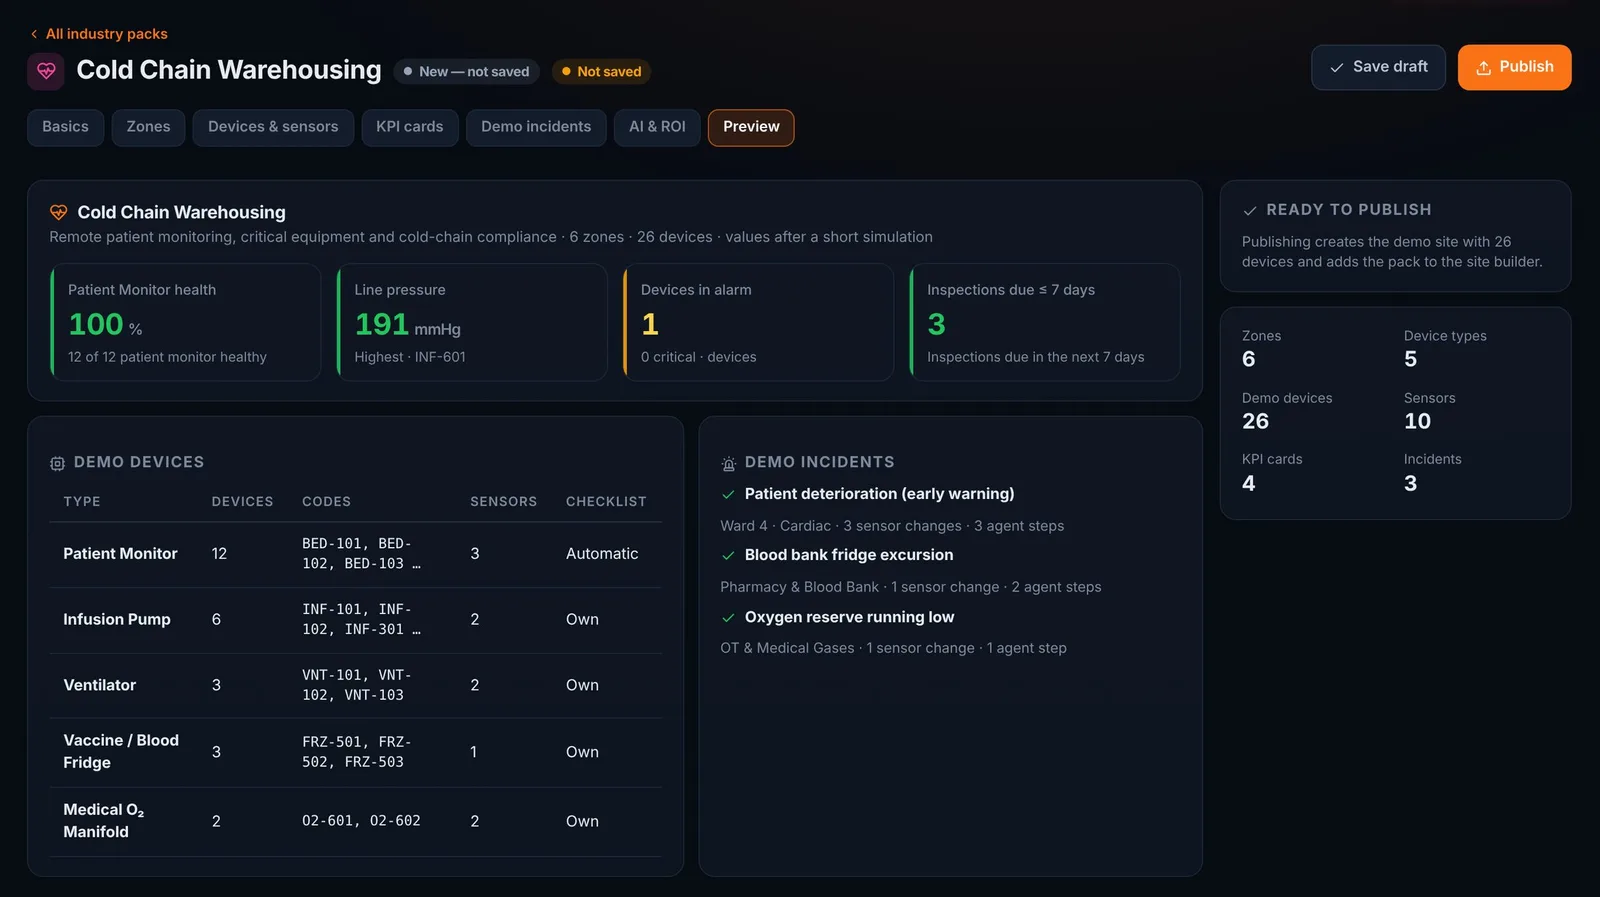 All industry packs
Cold Chain Warehousing
New — not saved
Not saved
Save draft
Publish
Basics
Zones
Devices & sensors
KPI cards
Demo incidents
AI & ROI
Preview
Cold Chain Warehousing
Remote patient monitoring, critical equipment and cold-chain compliance · 6 zones · 26 devices · values after a short simulation
Patient Monitor health
100 %
12 of 12 patient monitor healthy
Line pressure
191 mmHg
Highest · INF-601
Devices in alarm
1
0 critical · devices
Inspections due ≤ 7 days
3
Inspections due in the next 7 days
READY TO PUBLISH
Publishing creates the demo site with 26
devices and adds the pack to the site builder.
Zones
6
Device types
5
Demo devices
26
Sensors
10
KPI cards
4
Incidents
3
DEMO DEVICES
TYPE DEVICES CODES SENSORS CHECKLIST
Patient Monitor 12 BED-101, BED-
102, BED-103 … 3 Automatic
Infusion Pump 6 INF-101, INF-
102, INF-301 … 2 Own
Ventilator 3 VNT-101, VNT-
102, VNT-103 2 Own
Vaccine / Blood
Fridge 3 FRZ-501, FRZ-
502, FRZ-503 1 Own
Medical O₂
Manifold 2 O2-601, O2-602 2 Own
DEMO INCIDENTS
Patient deterioration (early warning)
Ward 4 · Cardiac · 3 sensor changes · 3 agent steps
Blood bank fridge excursion
Pharmacy & Blood Bank · 1 sensor change · 2 agent steps
Oxygen reserve running low
OT & Medical Gases · 1 sensor change · 1 agent step